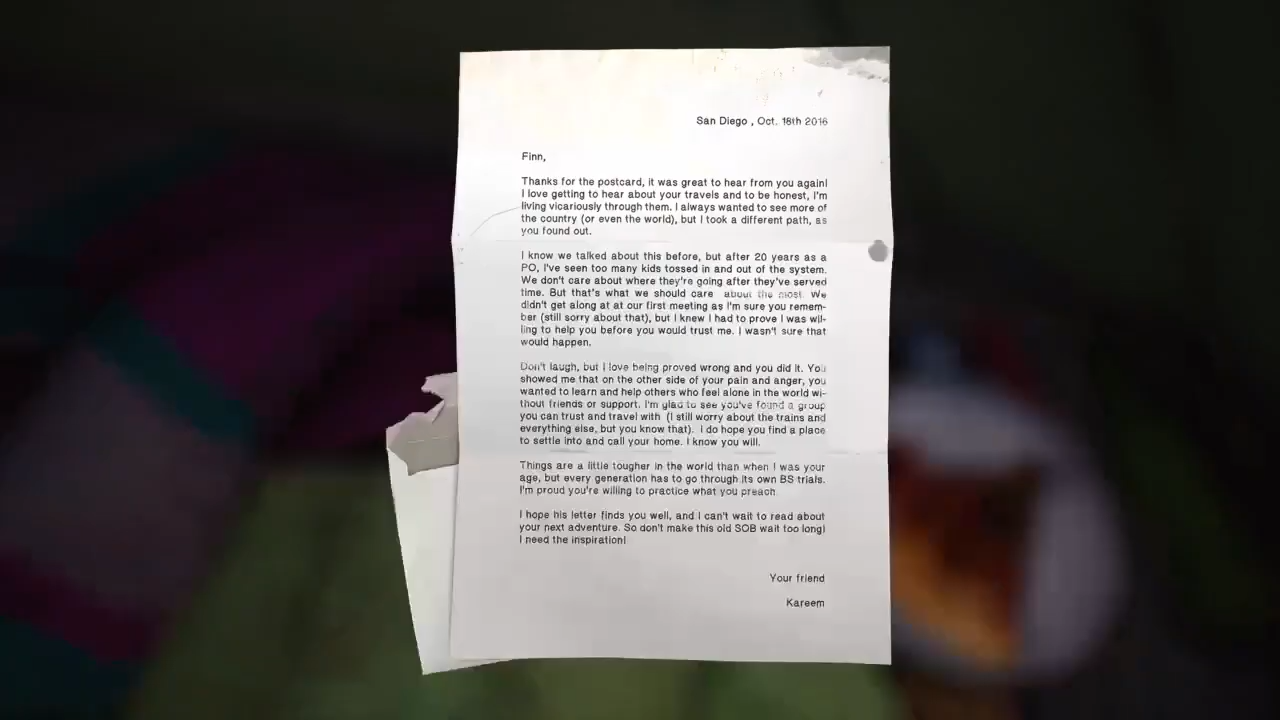 San Diego , Oct. 18th 2016
Finn,
Thanks for the postcard, it was great to hear from you again!
I love getting to hear about your travels and to be honest, I'm
living vicariously through them. I always wanted to see more of
the country (or even the world), but I took a different path, as
you found out.
I know we talked about this before, but after 20 years as a
PO, I've seen too many kids tossed in and out of the system.
We don't care about where they're going after they've served
time. But that's what we should care about the most. We
didn't get along at at our first meeting as I'm sure you remem-
ber (still sorry about that), but I knew I had to prove I was wil-
ling to help you before you would trust me. I wasn't sure that
would happen.
Don't laugh, but I love being proved wrong and you did it. You
showed me that on the other side of your pain and anger, you
wanted to learn and help others who feel alone in the world wi-
thout friends or support. I'm glad to see you've found a group
you can trust and travel with (I still worry about the trains and
everything else, but you know that). I do hope you find a place
to settle into and call your home. I know you will.
Things are a little tougher in the world than when I was your
age, but every generation has to go through its own BS trials.
I'm proud you're willing to practice what you preach.
I hope his letter finds you well, and I can't wait to read about
your next adventure. So don't make this old SOB wait too long!
I need the inspiration!
Your friend
Kareem